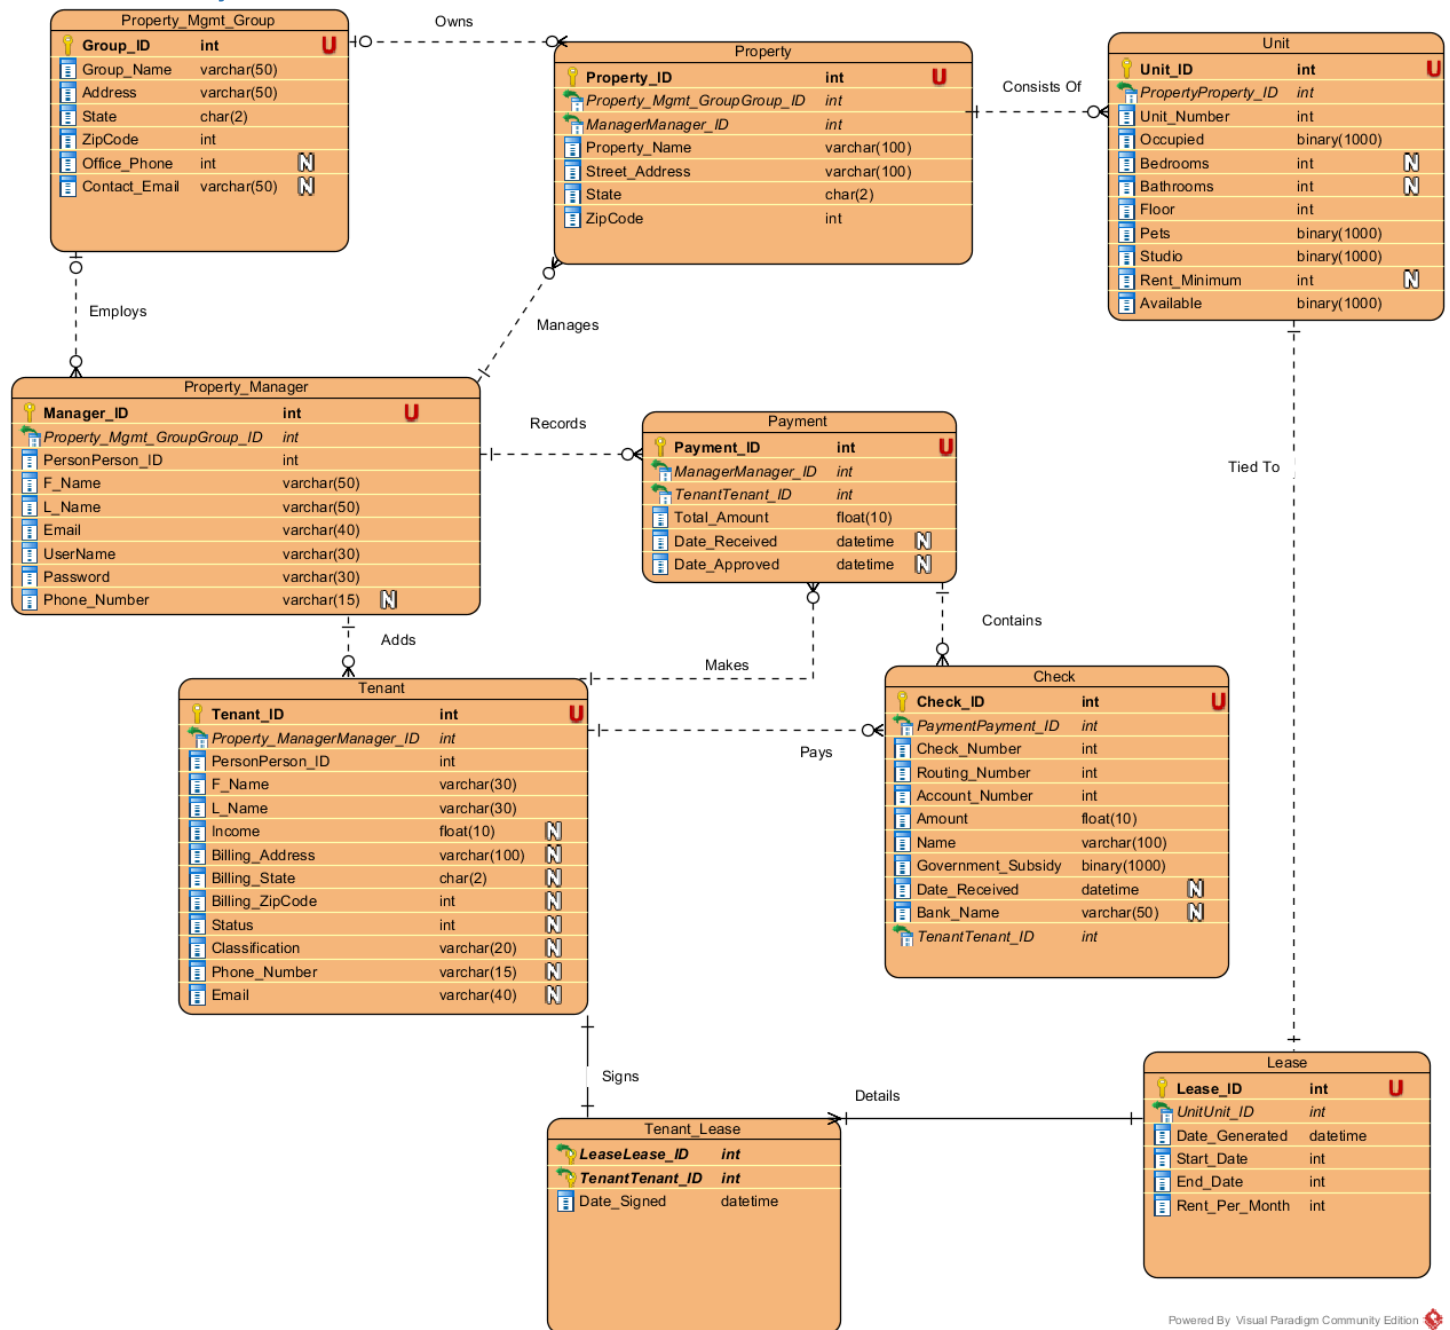 Property_Mgmt_Group
Group_ID int U
Group_Name varchar(50)
Address varchar(50)
State char(2)
ZipCode int
Office_Phone int N
Contact_Email varchar(50) N
Owns
Property
Property_ID int U
Property_Mgmt_GroupGroup_ID int
ManagerManager_ID int
Property_Name varchar(100)
Street_Address varchar(100)
State char(2)
ZipCode int
Consists Of
Unit
Unit_ID int U
PropertyProperty_ID int
Unit_Number int
Occupied binary(1000)
Bedrooms int N
Bathrooms int N
Floor int
Pets binary(1000)
Studio binary(1000)
Rent_Minimum int N
Available binary(1000)
Employs
Manages
Property_Manager
Manager_ID int U
Property_Mgmt_GroupGroup_ID int
PersonPerson_ID int
F_Name varchar(50)
L_Name varchar(50)
Email varchar(40)
UserName varchar(30)
Password varchar(30)
Phone_Number varchar(15) N
Records
Payment
Payment_ID int U
ManagerManager_ID int
TenantTenant_ID int
Total_Amount float(10)
Date_Received datetime N
Date_Approved datetime N
Tied To
Adds
Makes
Contains
Tenant
Tenant_ID int U
Property_ManagerManager_ID int
PersonPerson_ID int
F_Name varchar(30)
L_Name varchar(30)
Income float(10) N
Billing_Address varchar(100) N
Billing_State char(2) N
Billing_ZipCode int N
Status int N
Classification varchar(20) N
Phone_Number varchar(15) N
Email varchar(40) N
Pays
Check
Check_ID int U
PaymentPayment_ID int
Check_Number int
Routing_Number int
Account_Number int
Amount float(10)
Name varchar(100)
Government_Subsidy binary(1000)
Date_Received datetime N
Bank_Name varchar(50) N
TenantTenant_ID int
Signs
Details
Tenant_Lease
LeaseLease_ID int
TenantTenant_ID int
Date_Signed datetime
Lease
Lease_ID int U
UnitUnit_ID int
Date_Generated datetime
Start_Date int
End_Date int
Rent_Per_Month int
Powered By Visual Paradigm Community Edition